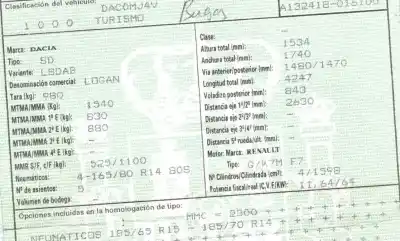 Clasificación del vehículo: DACOMJ4U
1000 TURISMO
Burgos
A132418-
Marca: DACIA
Tipo: SD
Variante: LSDAB
Denominación comercial: LOGAN
Tara (kg): 980
MTMA/MMA (Kg): 1540
MTMA/MMA 1º E (kg): 830
MTMA/MMA 2º E (kg): 880
MTMA/MMA 3º E (kg): -
MTMA/MMA 4º E (kg): -
MMR S/F, c/F (kg): 525/1100
Neumáticos: 4-165/80 R14 80S
Nº de asientos: 5
Volumen de bodega: -
Clase: -
Altura total (mm): 1534
Anchura total (mm): 1740
Vía anterior/posterior (mm): 1480/1470
Longitud total (mm): 4247
Voladizo posterior (mm): 843
Distancia eje 1º/2º (mm): 2630
Distancia eje 2º/3º (mm): -
Distancia eje 3º/4º (mm): -
Distancia 5ª rueda/últ. (mm): -
Motor: Marca: RENAULT
Tipo: G/K7M F7
Nº Cilindros/Cilindrada (cm³): 4/1598
Potencia fiscal/real (C.V.F/KW): 11,64/64
Opciones incluidas en la homologación de tipo:
MMC = 2300
NEUMATICOS 185/65 R15 - 185/70 R14